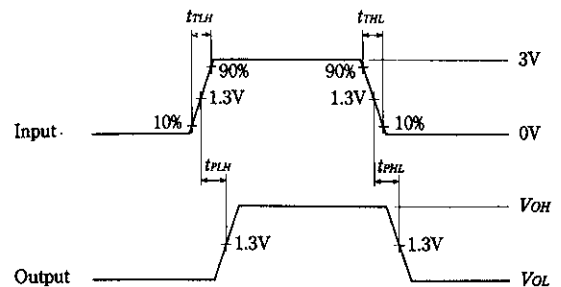 tTLH tTHL
90% 90% 3V
1.3V 1.3V
Input 10% 10% 0V
tPLH tPHL
VOH
1.3V 1.3V
Output VOL